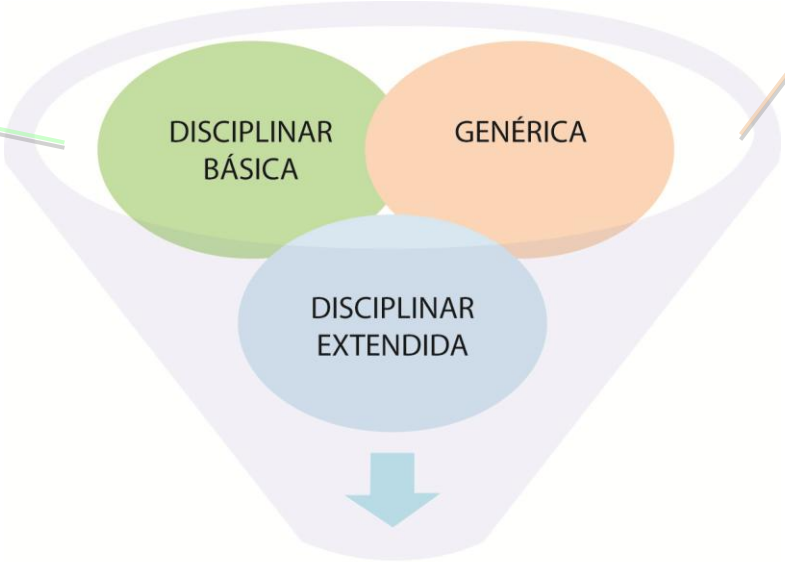 DISCIPLINAR
BÁSICA
GENÉRICA
DISCIPLINAR
EXTENDIDA